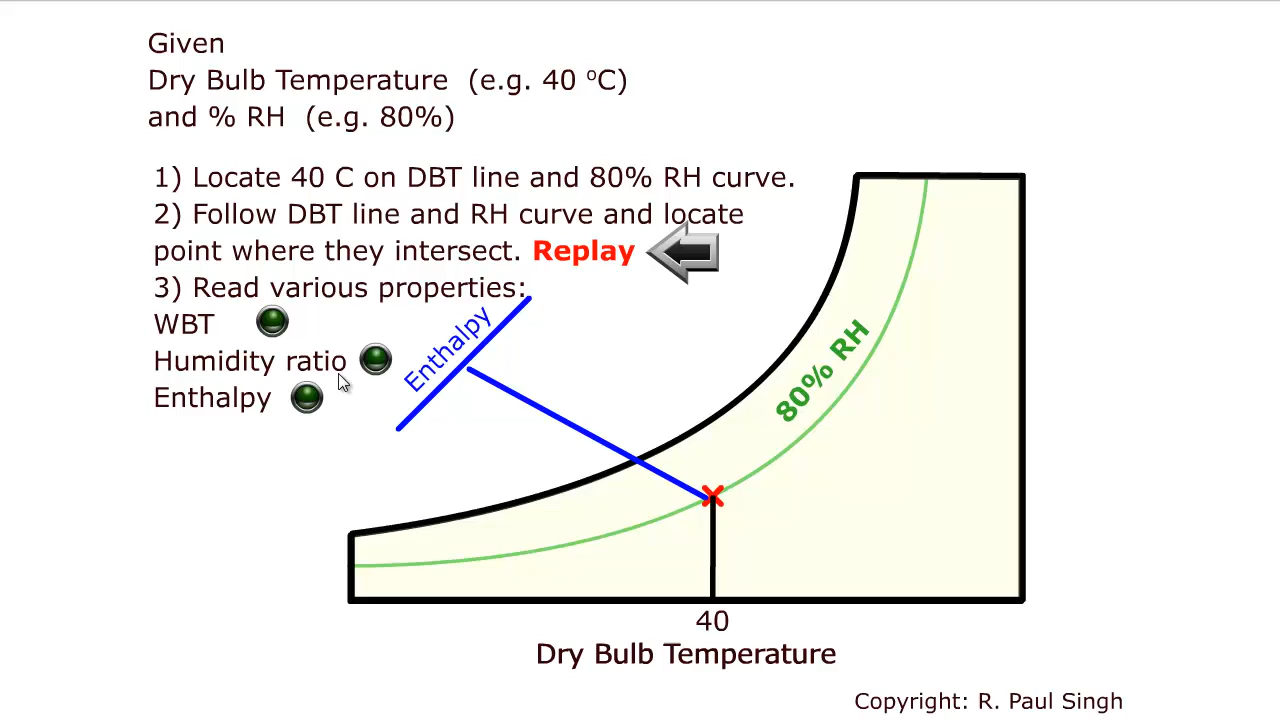 Given
Dry Bulb Temperature (e.g. 40 ºC)
and % RH (e.g. 80%)
1) Locate 40 C on DBT line and 80% RH curve.
2) Follow DBT line and RH curve and locate
point where they intersect. Replay
3) Read various properties:
WBT
Humidity ratio
Enthalpy
Enthalpy
80% RH
40
Dry Bulb Temperature
Copyright: R. Paul Singh